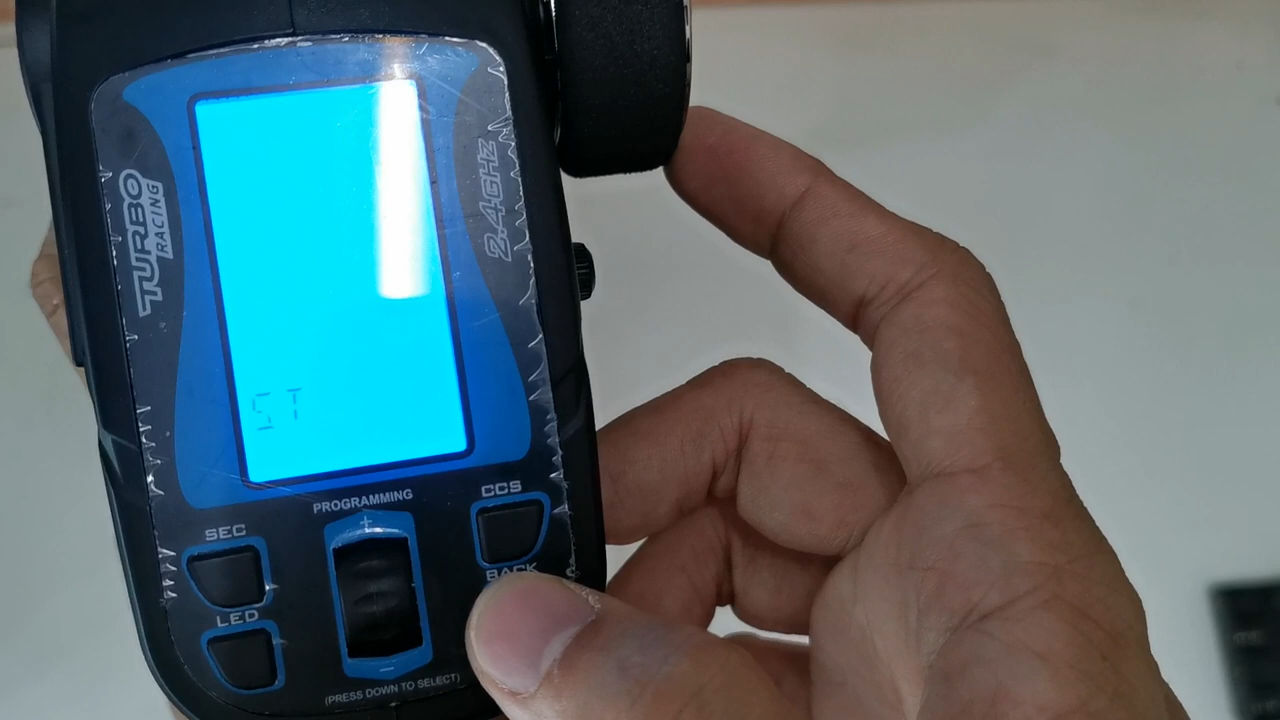 TURBO
RACING
2.4GHz
ST
PROGRAMMING
CCS
SEC
+
BACK
LED
−
(PRESS DOWN TO SELECT)